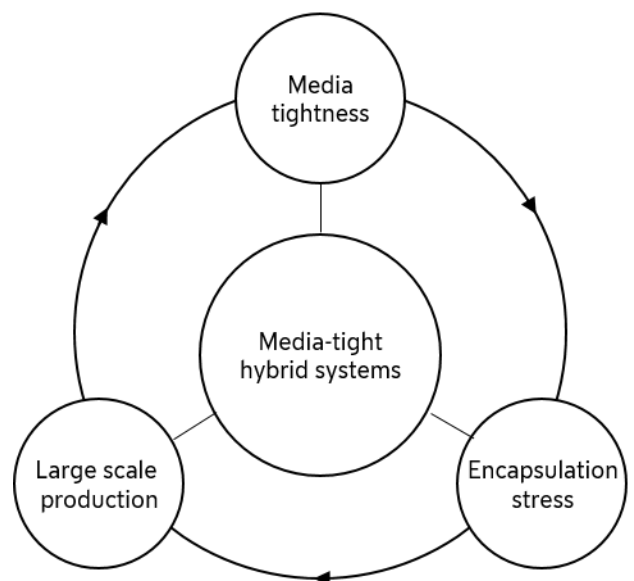 Media
tightness
Media-tight
hybrid systems
Large scale
production
Encapsulation
stress